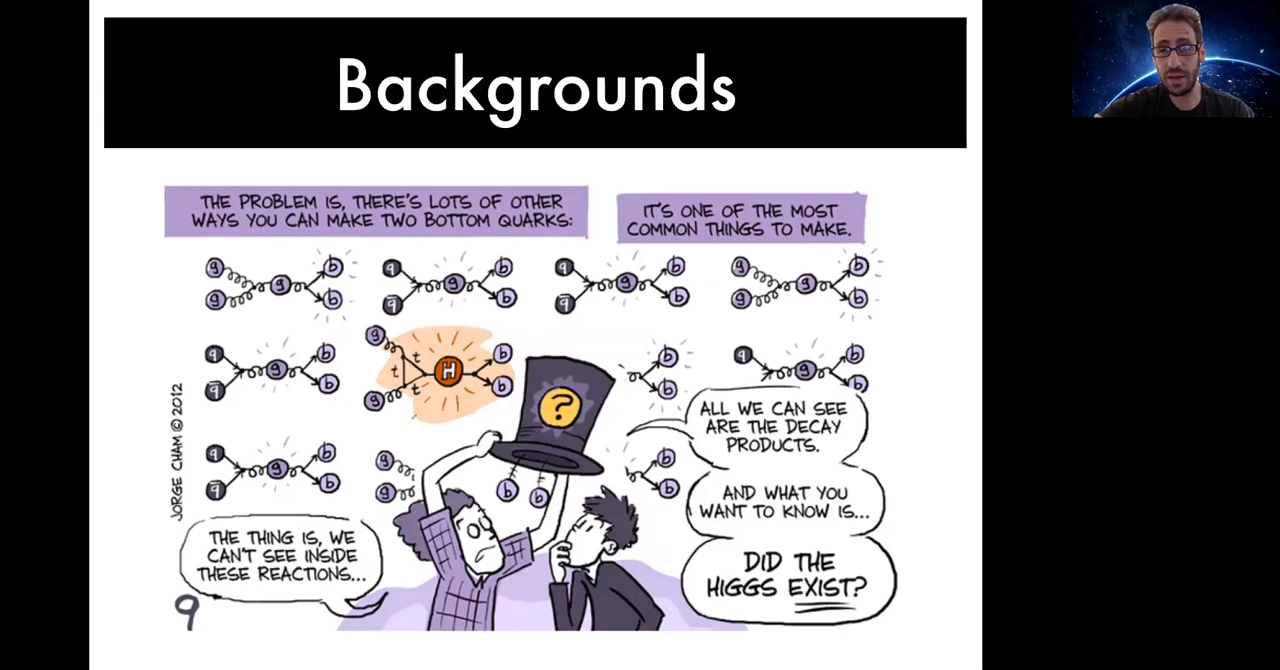 Backgrounds
THE PROBLEM IS, THERE'S LOTS OF OTHER
WAYS YOU CAN MAKE TWO BOTTOM QUARKS:
IT'S ONE OF THE MOST
COMMON THINGS TO MAKE.
g g g b b
q q̅ g b b
q q̅ g b b
g g g b b
q q̅ g b b
g g t t t H b b
b b
q g b b
q q̅ g b b
g g
b b
b b
?
ALL WE CAN SEE
ARE THE DECAY
PRODUCTS.
AND WHAT YOU
WANT TO KNOW IS...
DID THE
HIGGS EXIST?
THE THING IS, WE
CAN'T SEE INSIDE
THESE REACTIONS...
JORGE CHAM © 2012
9